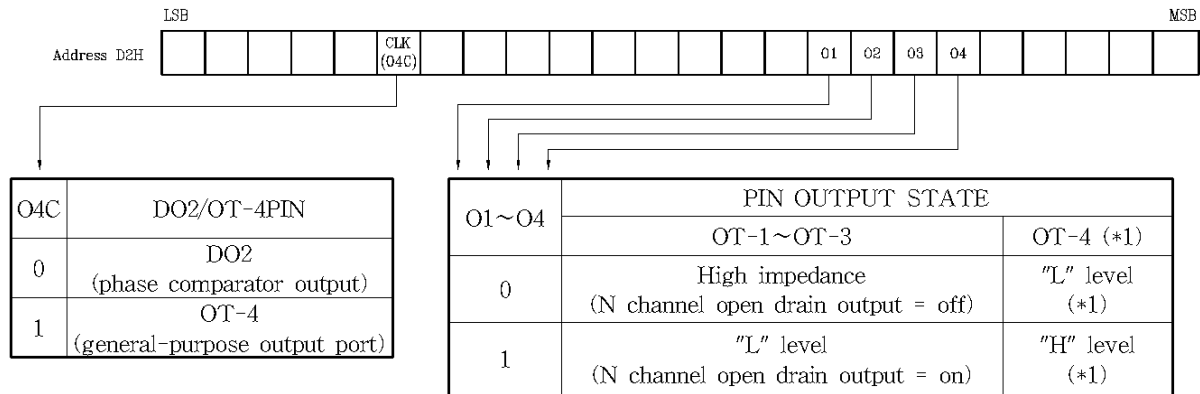 LSB MSB
Address D2H CLK (O4C) O1 O2 O3 O4
O4C DO2/OT-4PIN
0 DO2 (phase comparator output)
1 OT-4 (general-purpose output port)
O1~O4 PIN OUTPUT STATE
OT-1~OT-3 OT-4 (*1)
0 High impedance (N channel open drain output = off) "L" level (*1)
1 "L" level (N channel open drain output = on) "H" level (*1)